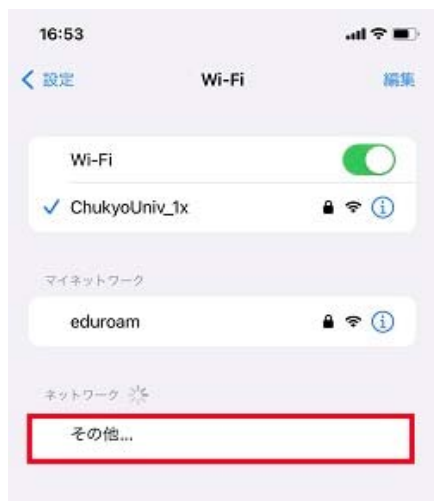 16:53
設定 Wi-Fi 編集
Wi-Fi
ChukyoUniv_1x
マイネットワーク
eduroam
ネットワーク
その他...